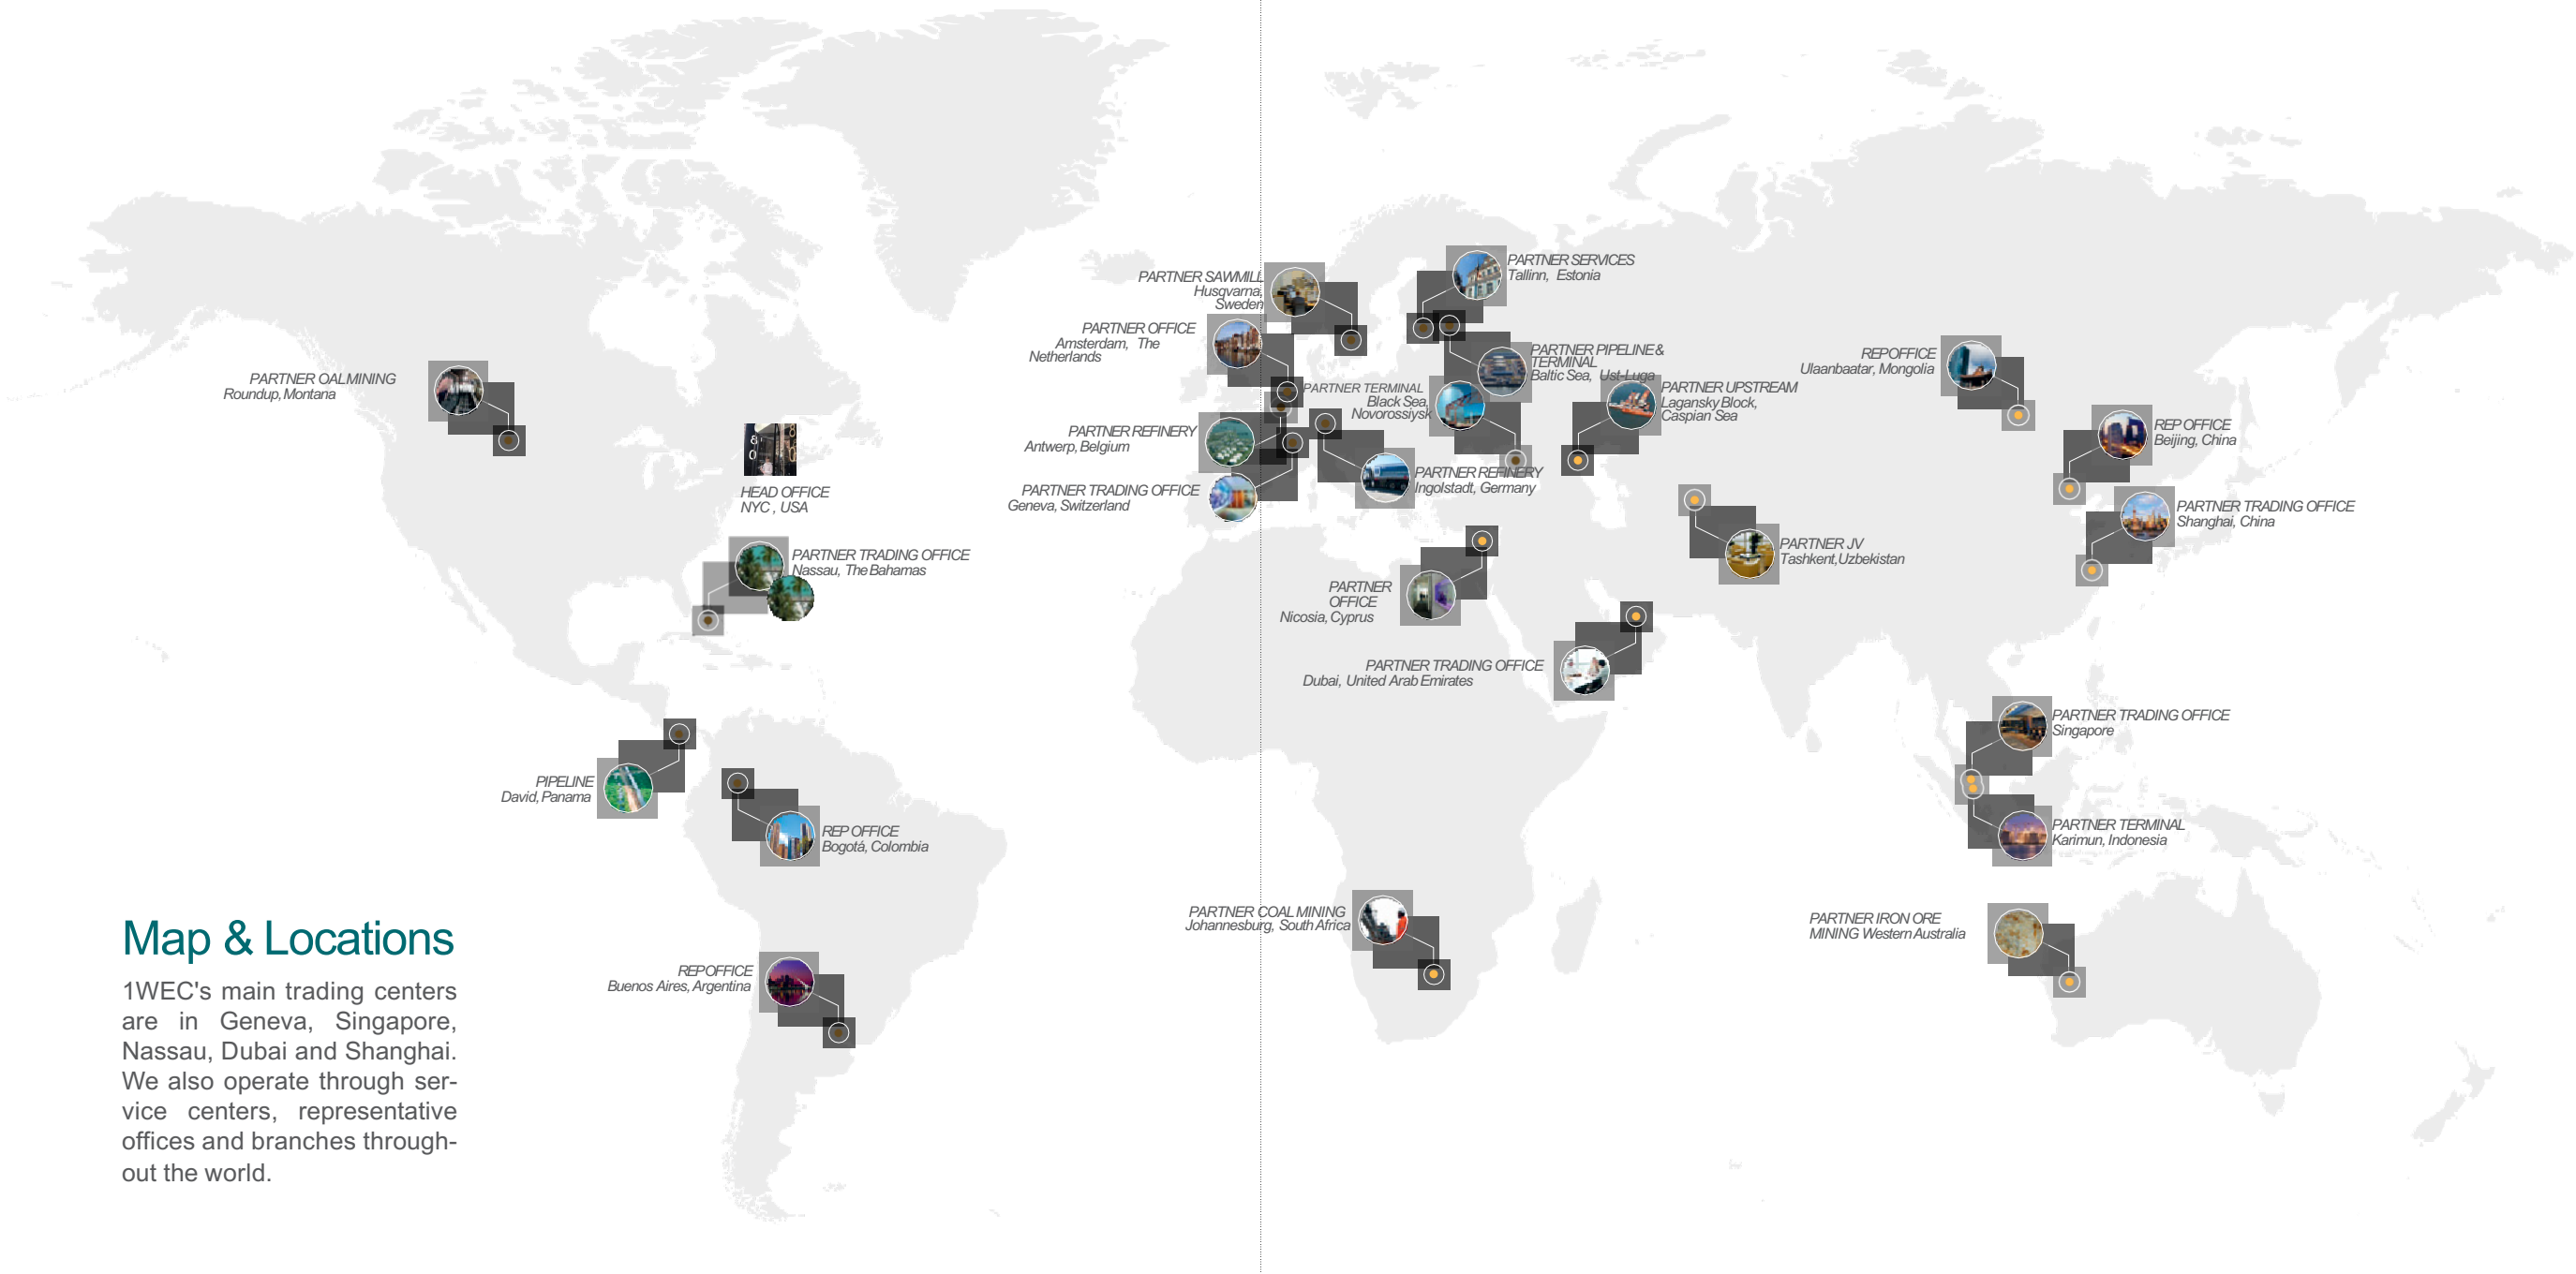 PARTNER SAWMILL
Husqvarna,
Sweden
PARTNER SERVICES
Tallinn, Estonia
PARTNER OFFICE
Amsterdam, The
Netherlands
PARTNER PIPELINE &
TERMINAL
Baltic Sea, Ust-Luga
REPOFFICE
Ulaanbaatar, Mongolia
PARTNER OALMINING
Roundup, Montana
PARTNER TERMINAL
Black Sea,
Novorossiysk
PARTNER UPSTREAM
Lagansky Block,
Caspian Sea
REP OFFICE
Beijing, China
PARTNER REFINERY
Antwerp, Belgium
PARTNER REFINERY
Ingolstadt, Germany
HEAD OFFICE
NYC , USA
PARTNER TRADING OFFICE
Geneva, Switzerland
PARTNER TRADING OFFICE
Shanghai, China
PARTNER TRADING OFFICE
Nassau, The Bahamas
PARTNER JV
Tashkent, Uzbekistan
PARTNER
OFFICE
Nicosia, Cyprus
PARTNER TRADING OFFICE
Dubai, United Arab Emirates
PARTNER TRADING OFFICE
Singapore
PIPELINE
David, Panama
REP OFFICE
Bogotá, Colombia
PARTNER TERMINAL
Karimun, Indonesia
PARTNER COAL MINING
Johannesburg, South Africa
PARTNER IRON ORE
MINING Western Australia
REPOFFICE
Buenos Aires, Argentina
Map & Locations
1WEC's main trading centers
are in Geneva, Singapore,
Nassau, Dubai and Shanghai.
We also operate through ser-
vice centers, representative
offices and branches through-
out the world.